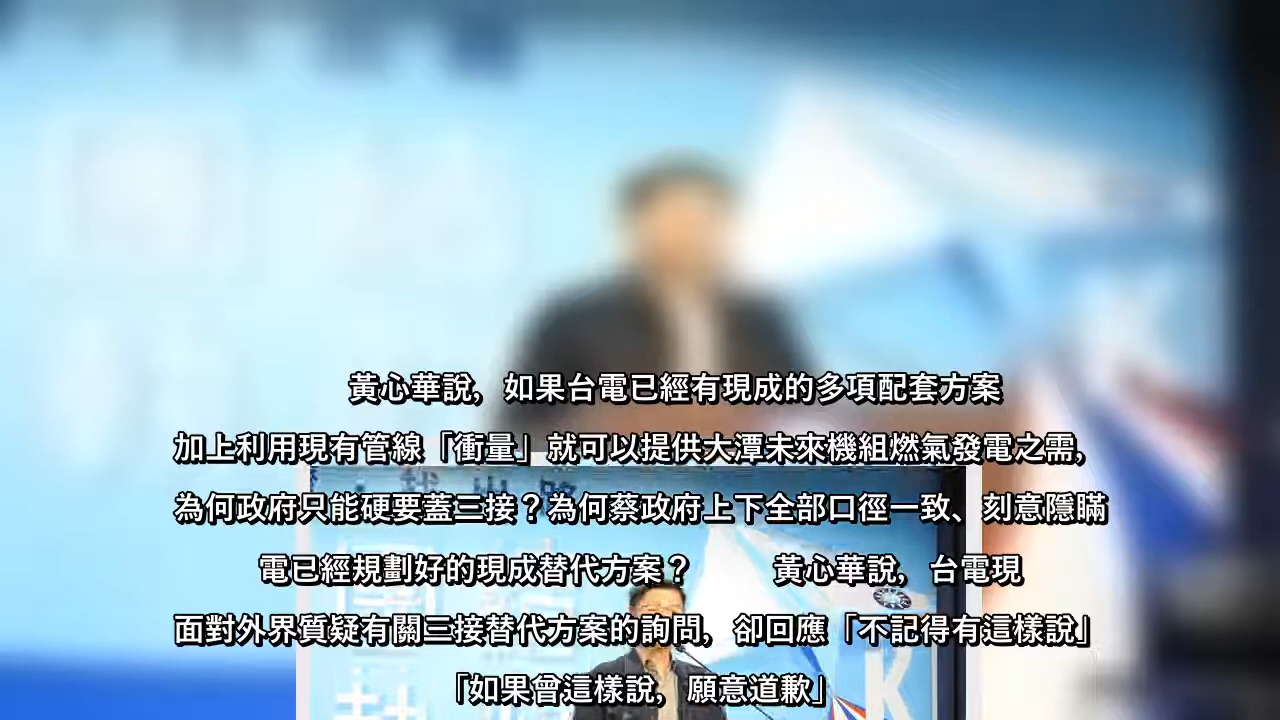 黃心華說，如果台電已經有現成的多項配套方案
加上利用現有管線「衝量」就可以提供大潭未來機組燃氣發電之需，
為何政府只能硬要蓋三接？為何蔡政府上下全部口徑一致、刻意隱瞞
電已經規劃好的現成替代方案？ 黃心華說，台電現
面對外界質疑有關三接替代方案的詢問，卻回應「不記得有這樣說」
「如果曾這樣說，願意道歉」
K